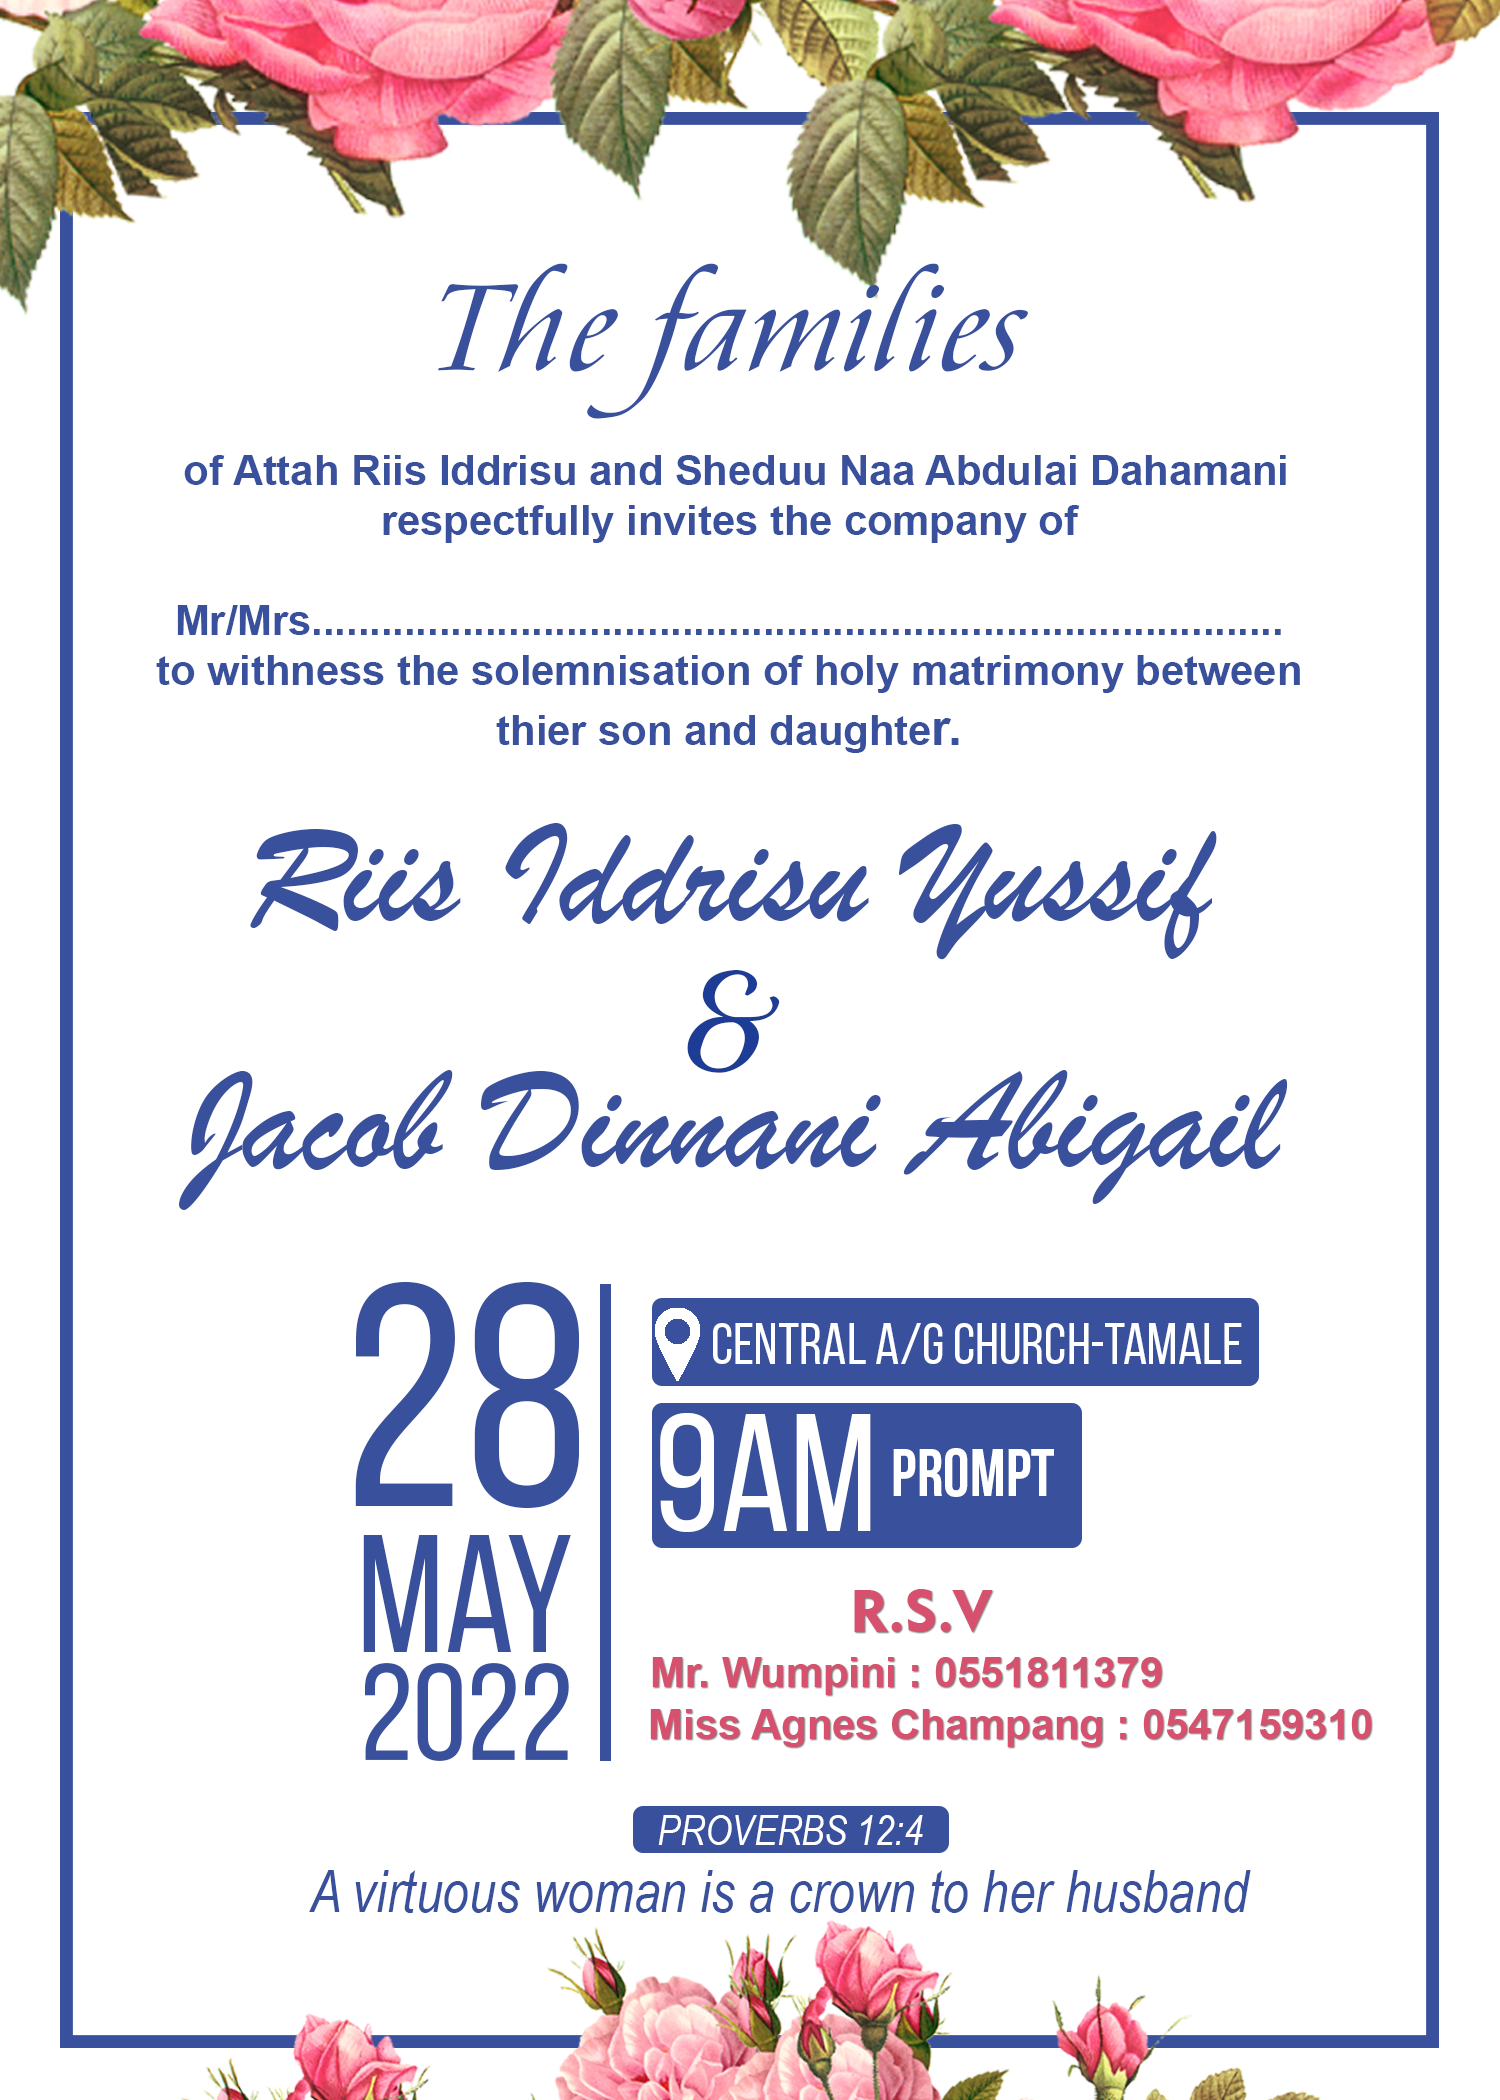 The families
of Attah Riis Iddrisu and Sheduu Naa Abdulai Dahamani
respectfully invites the company of
Mr/Mrs....................................................................................
to withness the solemnisation of holy matrimony between
thier son and daughter.
Riis Iddrisu Yussif
&
Jacob Dinnani Abigail
28
MAY
2022
CENTRAL A/G CHURCH-TAMALE
9AM PROMPT
R.S.V
Mr. Wumpini : 0551811379
Miss Agnes Champang : 0547159310
PROVERBS 12:4
A virtuous woman is a crown to her husband